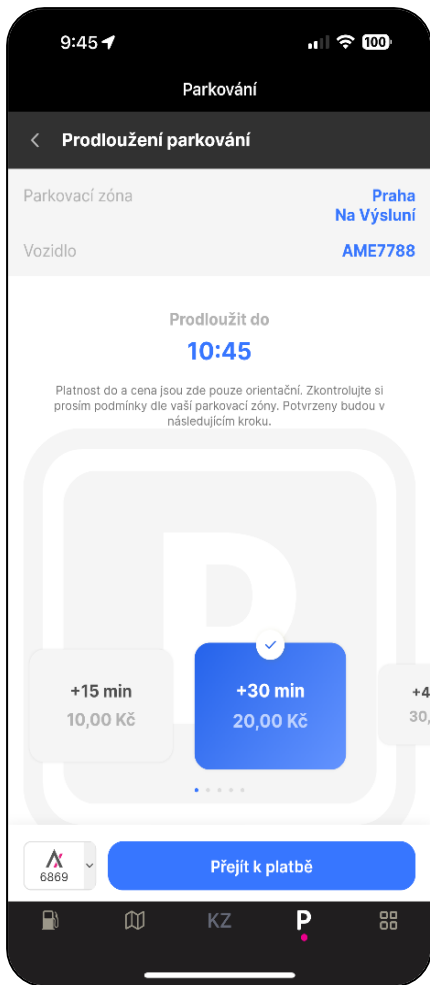 9:45
100
Parkování
Prodloužení parkování
Parkovací zóna
Praha
Na Výsluní
Vozidlo
AME7788
Prodloužit do
10:45
Platnost do a cena jsou zde pouze orientační. Zkontrolujte si
prosím podmínky dle vaší parkovací zóny. Potvrzeny budou v
následujícím kroku.
P
+15 min
10,00 Kč
+30 min
20,00 Kč
+4
30,
6869
Přejít k platbě
KZ
P